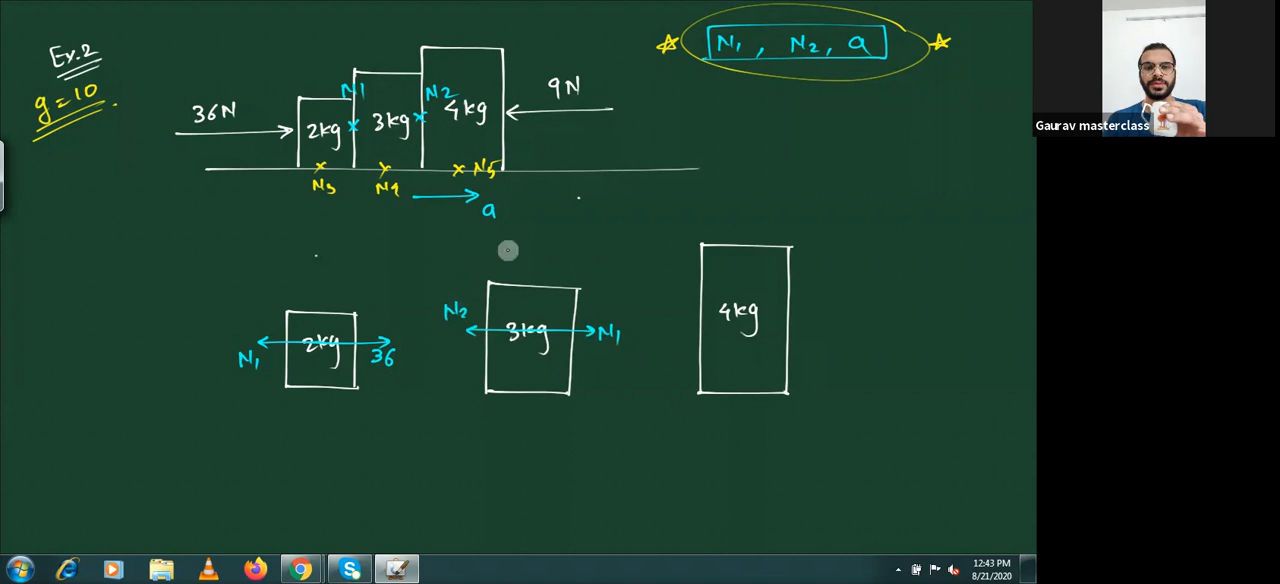 Ex.2
g=10
N1 , N2 , a
36N
9N
N1
N2
2kg
3kg
4kg
N3
N4
N5
a
N1
2kg
36
N2
3kg
N1
4kg
Gaurav masterclass
12:43 PM
8/21/2020